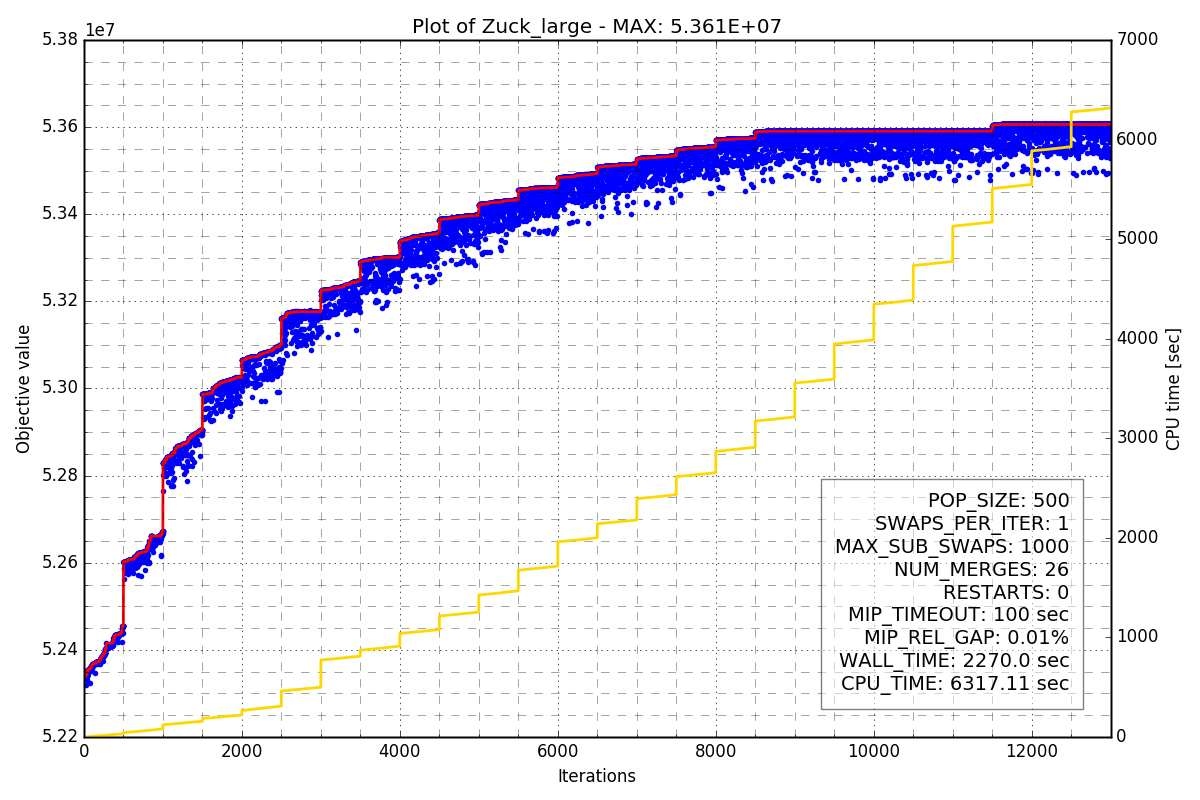 Plot of Zuck_large - MAX: 5.361E+07
1e7
5.38
5.36
5.34
5.32
5.30
5.28
5.26
5.24
5.22
Objective value
7000
6000
5000
4000
3000
2000
1000
0
CPU time [sec]
POP_SIZE: 500
SWAPS_PER_ITER: 1
MAX_SUB_SWAPS: 1000
NUM_MERGES: 26
RESTARTS: 0
MIP_TIMEOUT: 100 sec
MIP_REL_GAP: 0.01%
WALL_TIME: 2270.0 sec
CPU_TIME: 6317.11 sec
0 2000 4000 6000 8000 10000 12000
Iterations